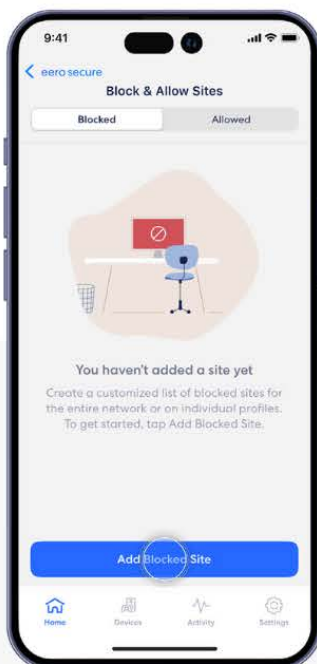 9:41
eero secure
Block & Allow Sites
Blocked
Allowed
You haven't added a site yet
Create a customized list of blocked sites for
the entire network or on individual profiles.
To get started, tap Add Blocked Site.
Add Blocked Site
Home
Devices
Activity
Settings